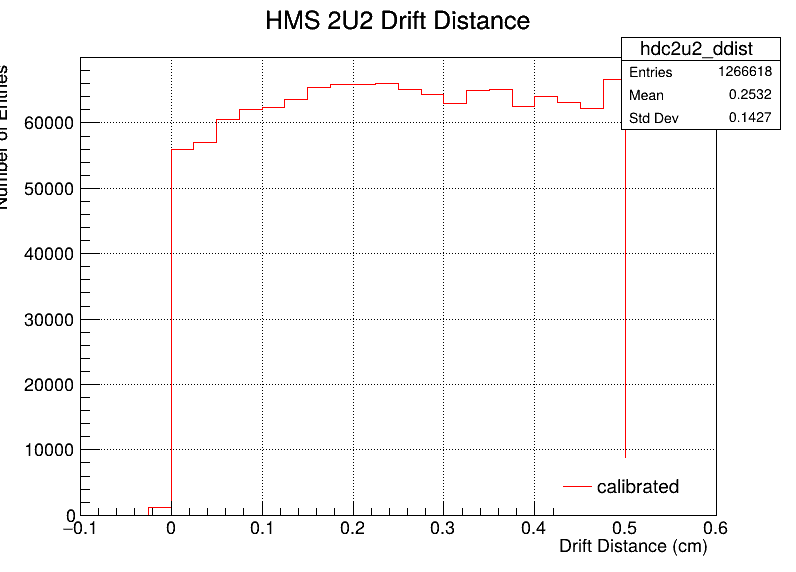 HMS 2U2 Drift Distance
hdc2u2_ddist
Entries 1266618
Mean 0.2532
Std Dev 0.1427
Number of Entries
60000
50000
40000
30000
20000
10000
0
calibrated
−0.1 0 0.1 0.2 0.3 0.4 0.5 0.6
Drift Distance (cm)